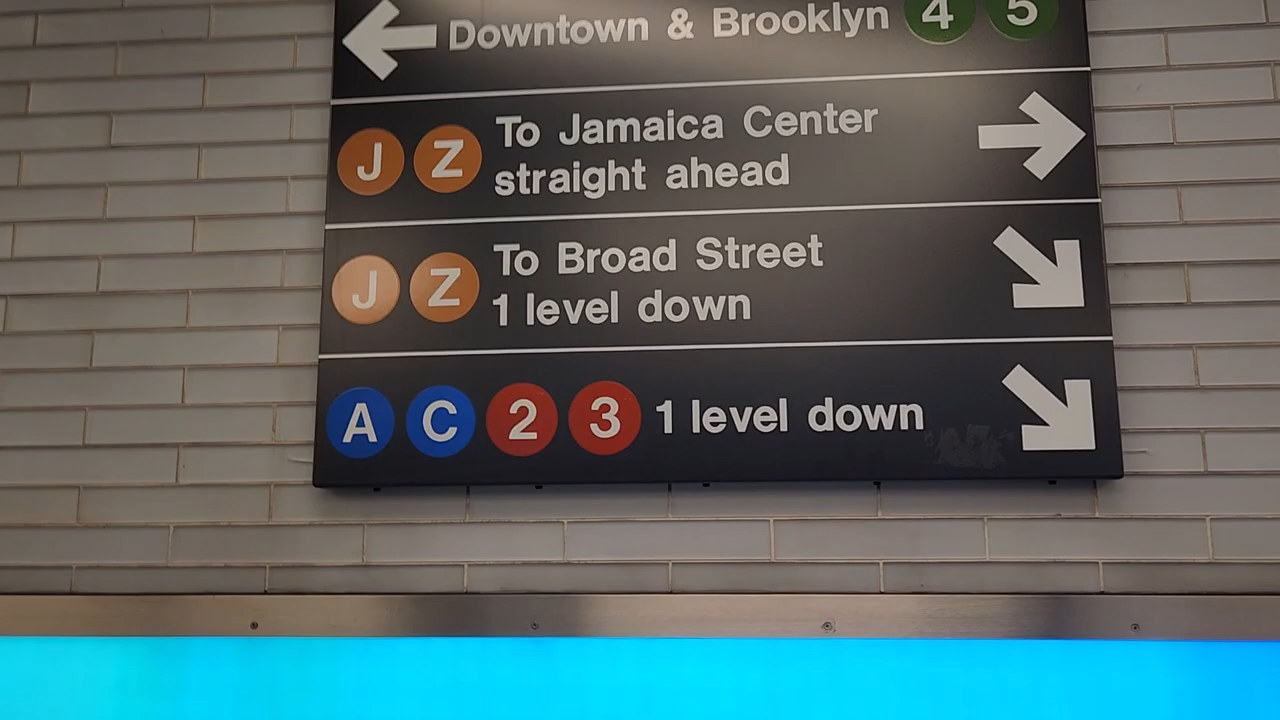 Downtown & Brooklyn 4 5
J Z To Jamaica Center
straight ahead
J Z To Broad Street
1 level down
A C 2 3 1 level down